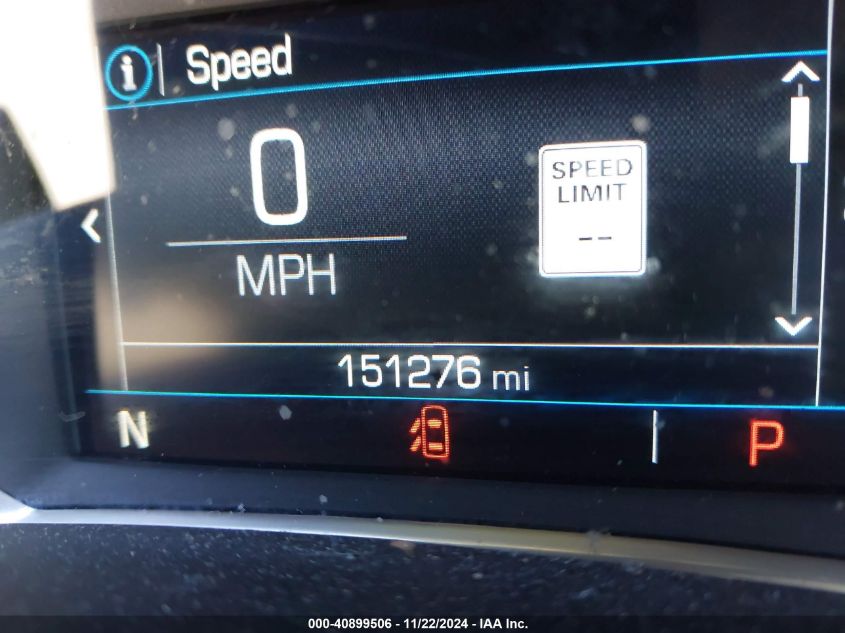 i Speed
0
MPH
SPEED
LIMIT
--
151276 mi
N P
000-40899506 - 11/22/2024 - IAA Inc.